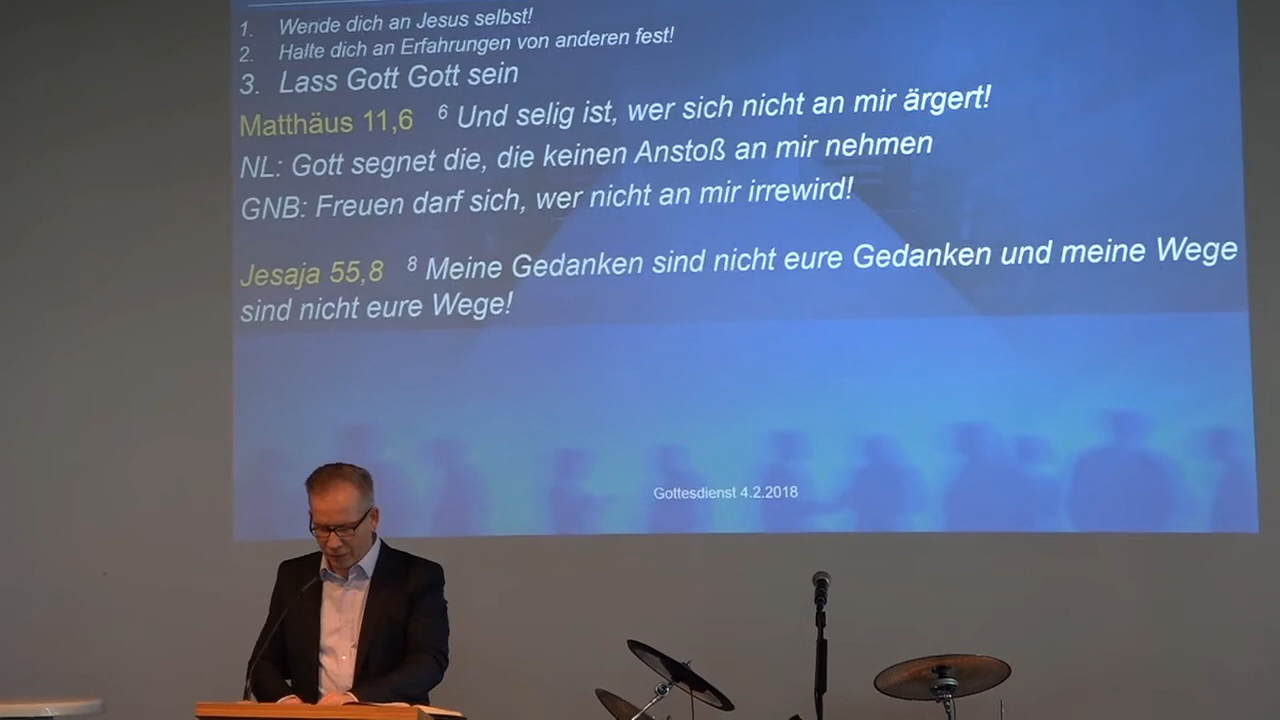 1. Wende dich an Jesus selbst!
2. Halte dich an Erfahrungen von anderen fest!
3. Lass Gott Gott sein
Matthäus 11,6 6 Und selig ist, wer sich nicht an mir ärgert!
NL: Gott segnet die, die keinen Anstoß an mir nehmen
GNB: Freuen darf sich, wer nicht an mir irrewird!
Jesaja 55,8 8 Meine Gedanken sind nicht eure Gedanken und meine Wege
sind nicht eure Wege!
Gottesdienst 4.2.2018